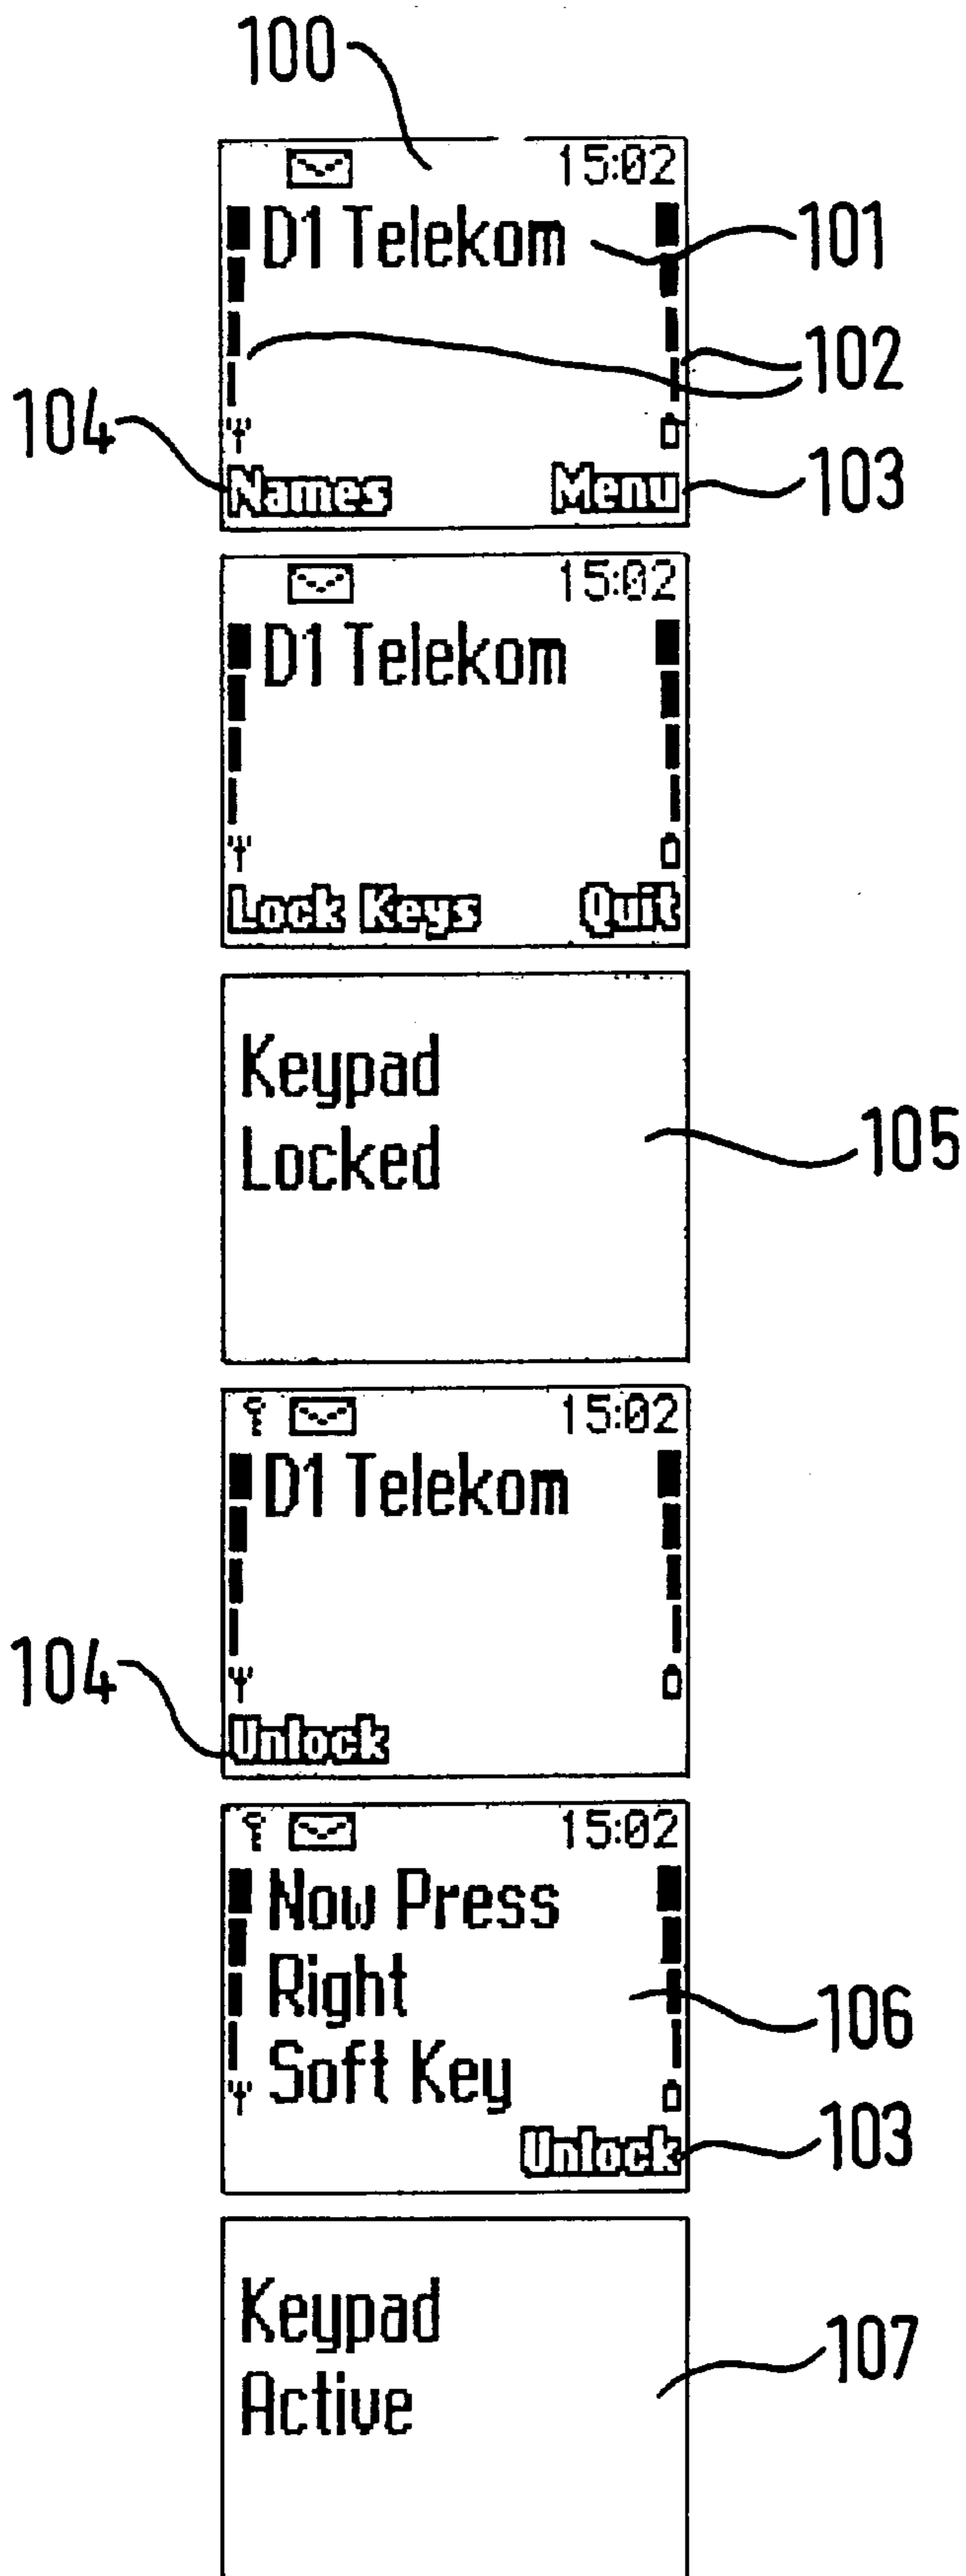 100
15:02
D1 Telekom
101
102
104
Names
Menu
103
15:02
D1 Telekom
Lock Keys
Quit
Keypad
Locked
105
15:02
D1 Telekom
104
Unlock
15:02
Now Press
Right
Soft Key
106
Unlock
103
Keypad
Active
107